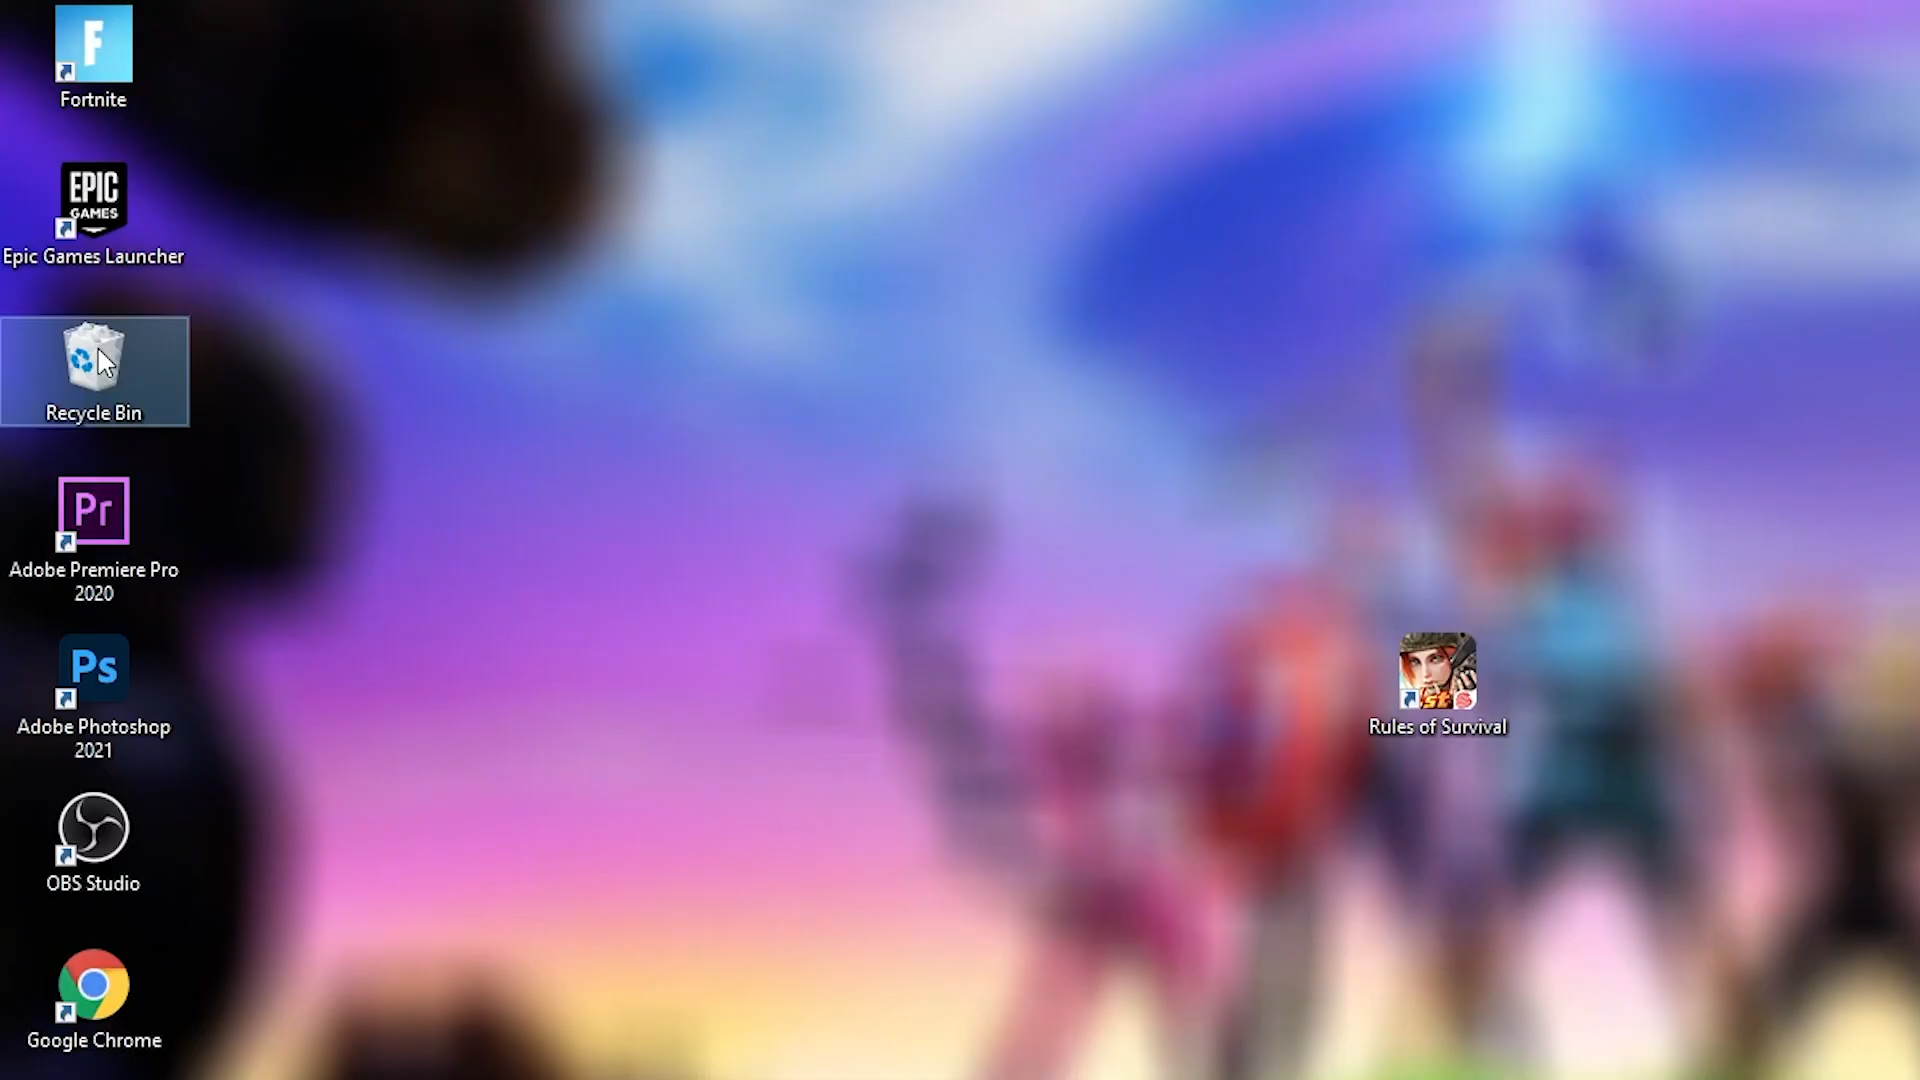 F
Fortnite
EPIC
GAMES
Epic Games Launcher
Recycle Bin
Pr
Adobe Premiere Pro
2020
Ps
Adobe Photoshop
2021
OBS Studio
Google Chrome
st
Rules of Survival